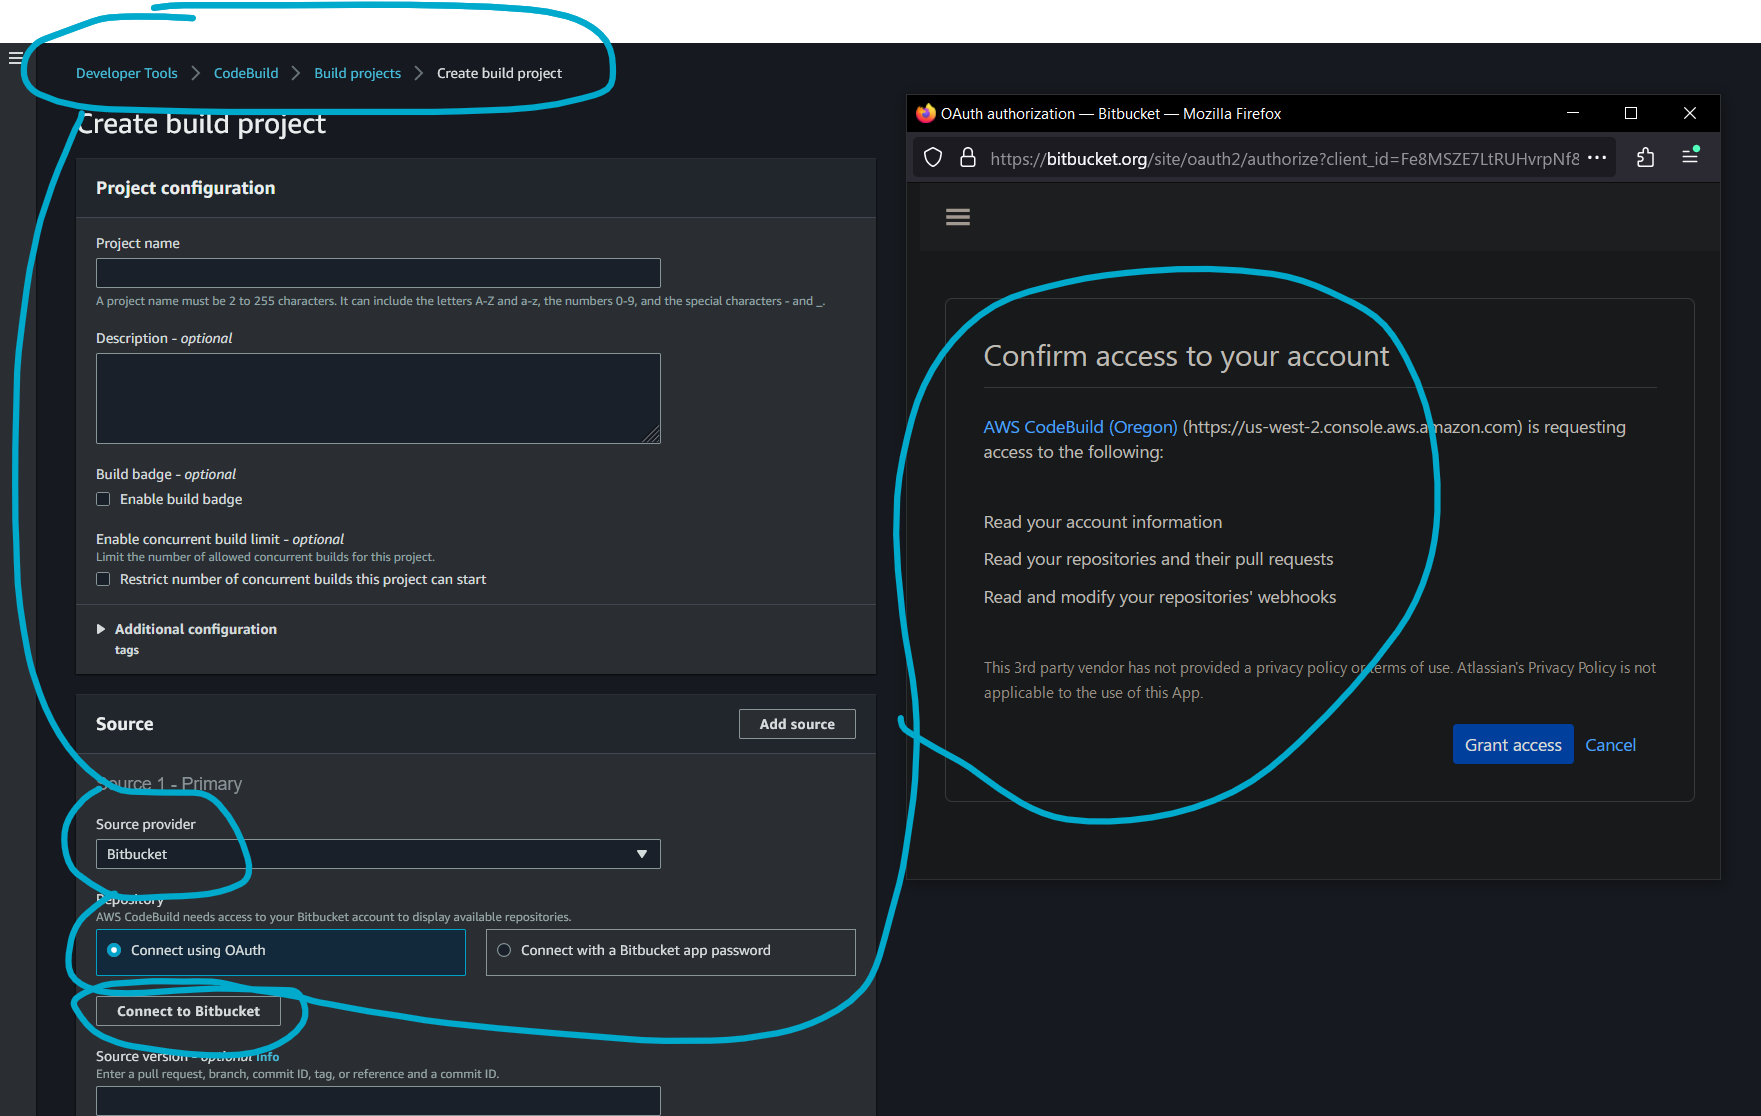 Developer Tools > CodeBuild > Build projects > Create build project
Create build project
Project configuration
Project name
A project name must be 2 to 255 characters. It can include the letters A-Z and a-z, the numbers 0-9, and the special characters - and _.
Description - optional
Build badge - optional
Enable build badge
Enable concurrent build limit - optional
Limit the number of allowed concurrent builds for this project.
Restrict number of concurrent builds this project can start
Additional configuration
tags
Source
Add source
Source 1 - Primary
Source provider
Bitbucket
Repository
AWS CodeBuild needs access to your Bitbucket account to display available repositories.
Connect using OAuth
Connect with a Bitbucket app password
Connect to Bitbucket
Source version - optional Info
Enter a pull request, branch, commit ID, tag, or reference and a commit ID.
OAuth authorization — Bitbucket — Mozilla Firefox
https://bitbucket.org/site/oauth2/authorize?client_id=Fe8MSZE7LtRUHvrpNf8
Confirm access to your account
AWS CodeBuild (Oregon) (https://us-west-2.console.aws.amazon.com) is requesting
access to the following:
Read your account information
Read your repositories and their pull requests
Read and modify your repositories' webhooks
This 3rd party vendor has not provided a privacy policy or terms of use. Atlassian's Privacy Policy is not
applicable to the use of this App.
Grant access
Cancel